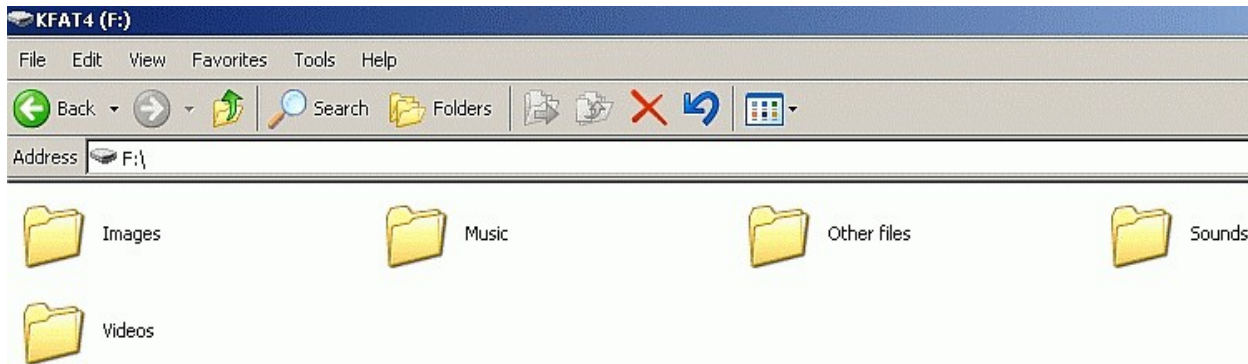 KFAT4 (F:)
File Edit View Favorites Tools Help
Back Search Folders
Address F:\
Images Music Other files Sounds
Videos